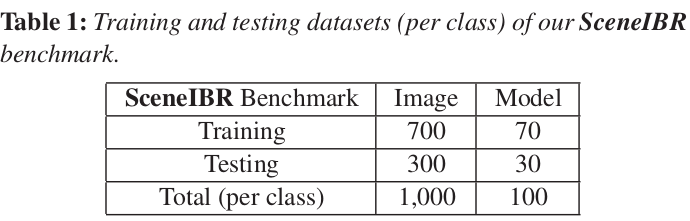 Table 1: Training and testing datasets (per class) of our SceneIBR
benchmark.
SceneIBR Benchmark Image Model
Training 700 70
Testing 300 30
Total (per class) 1,000 100